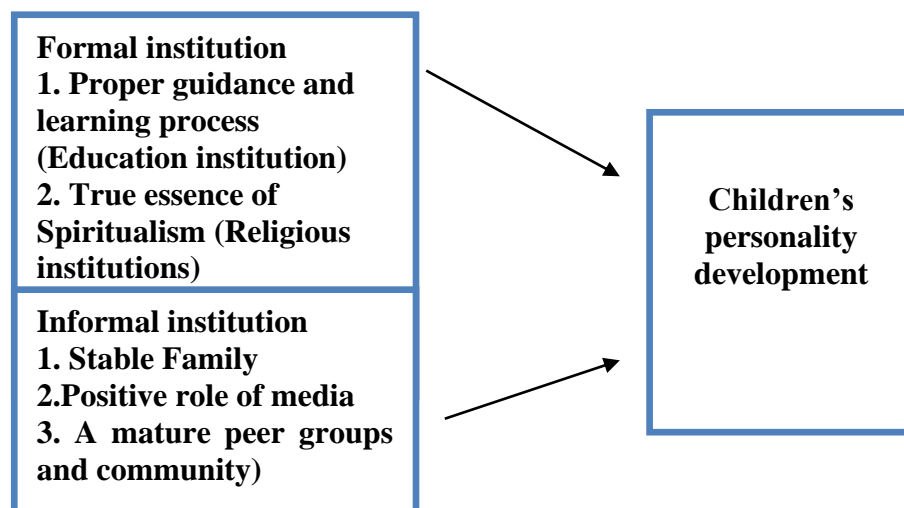 Formal institution
1. Proper guidance and
learning process
(Education institution)
2. True essence of
Spiritualism (Religious
institutions)
Informal institution
1. Stable Family
2.Positive role of media
3. A mature peer groups
and community)
Children’s
personality
development